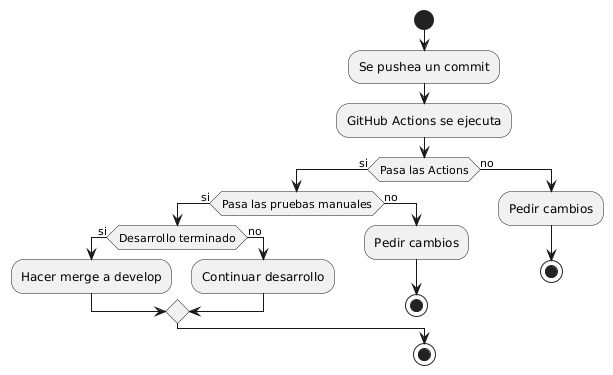 Se pushea un commit
GitHub Actions se ejecuta
si
Pasa las Actions
no
si
Pasa las pruebas manuales
no
Pedir cambios
si
Desarrollo terminado
no
Pedir cambios
Hacer merge a develop
Continuar desarrollo